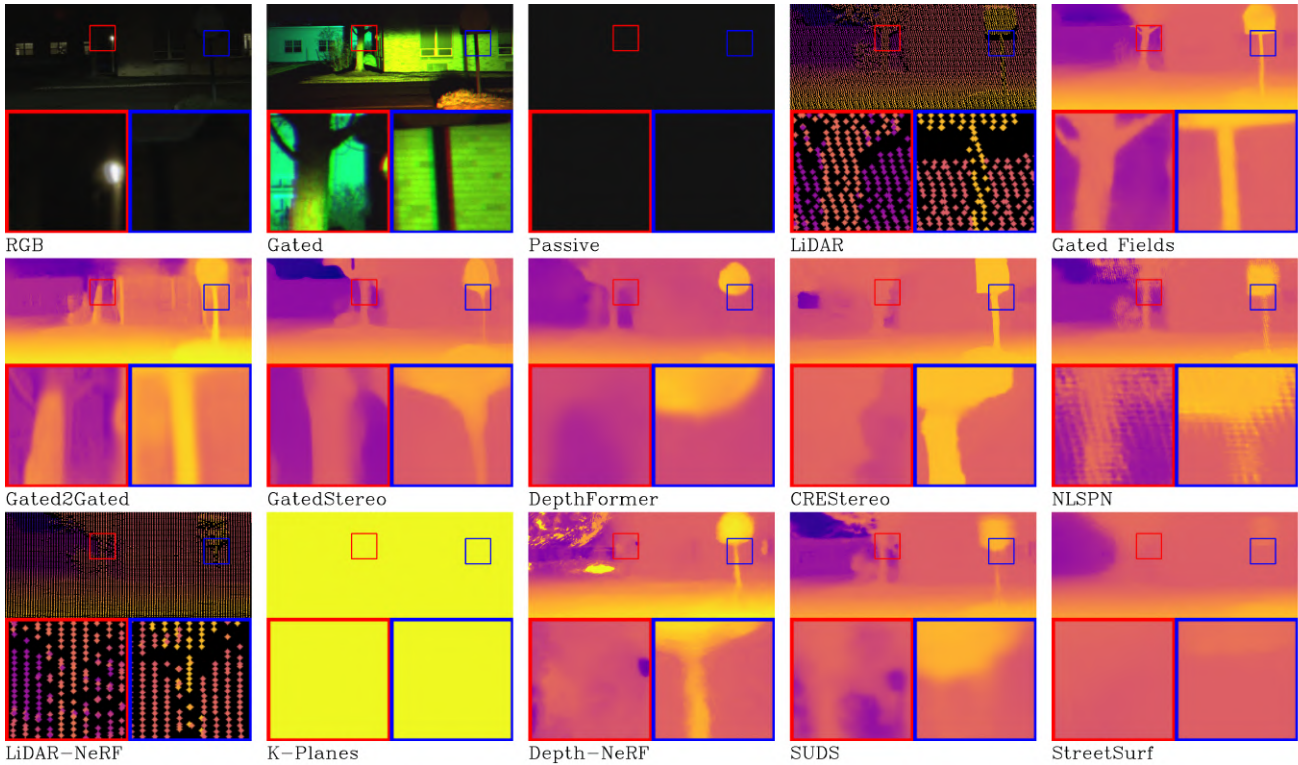 RGB
Gated
Passive
LiDAR
Gated Fields
Gated2Gated
GatedStereo
DepthFormer
CREStereo
NLSPN
LiDAR-NeRF
K-Planes
Depth-NeRF
SUDS
StreetSurf